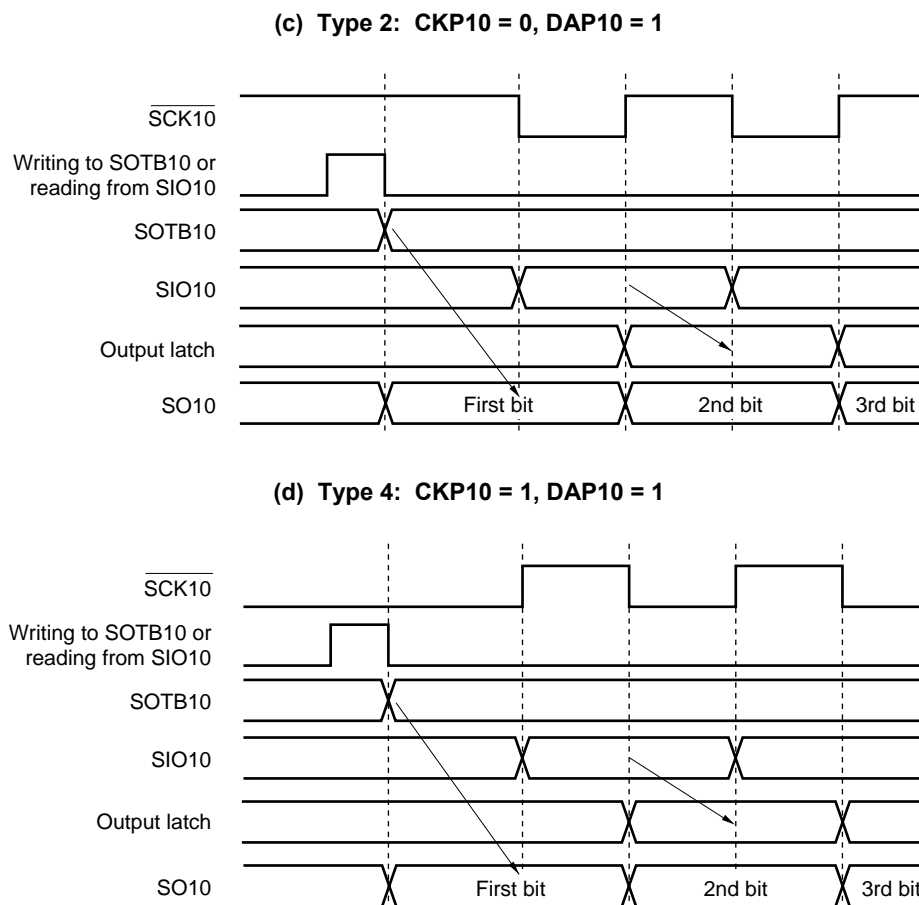 (c) Type 2: CKP10 = 0, DAP10 = 1
SCK10
Writing to SOTB10 or
reading from SIO10
SOTB10
SIO10
Output latch
SO10
First bit
2nd bit
3rd bit
(d) Type 4: CKP10 = 1, DAP10 = 1
SCK10
Writing to SOTB10 or
reading from SIO10
SOTB10
SIO10
Output latch
SO10
First bit
2nd bit
3rd bit